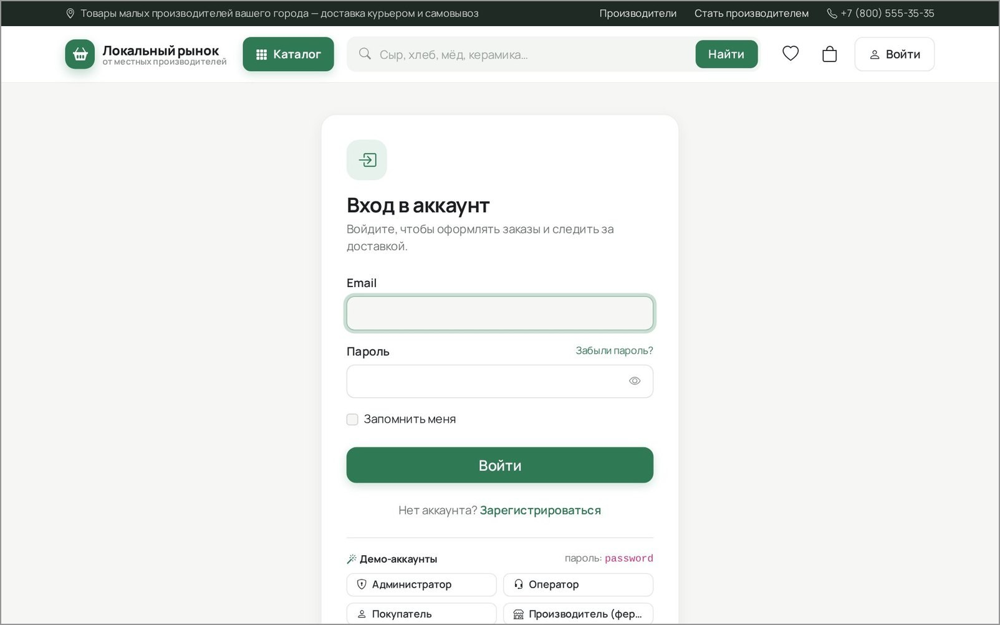 Товары малых производителей вашего города — доставка курьером и самовывоз
Производители
Стать производителем
+7 (800) 555-35-35
Локальный рынок
от местных производителей
Каталог
Сыр, хлеб, мёд, керамика...
Найти
Войти
Вход в аккаунт
Войдите, чтобы оформлять заказы и следить за
доставкой.
Email
Пароль
Забыли пароль?
Запомнить меня
Войти
Нет аккаунта? Зарегистрироваться
Демо-аккаунты
пароль: password
Администратор
Оператор
Покупатель
Производитель (фер...